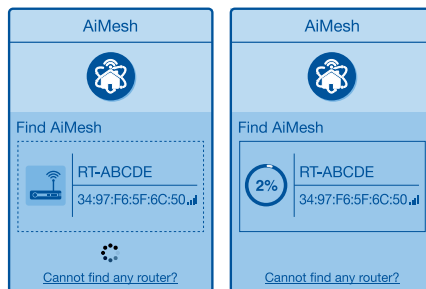 AiMesh
Find AiMesh
RT-ABCDE
34:97:F6:5F:6C:50
Cannot find any router?
AiMesh
Find AiMesh
2%
RT-ABCDE
34:97:F6:5F:6C:50
Cannot find any router?